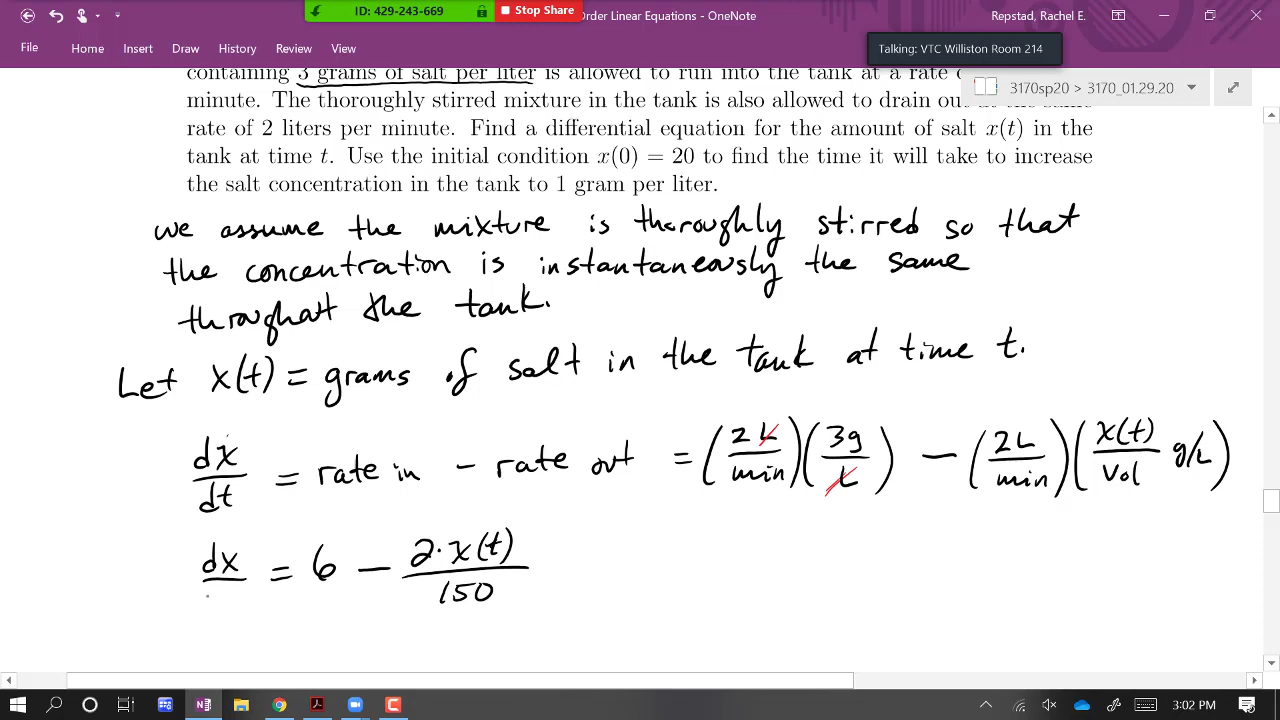 ID: 429-243-669 Stop Share Order Linear Equations - OneNote Repstad, Rachel E.
File Home Insert Draw History Review View
Talking: VTC Williston Room 214
3170sp20 > 3170_01.29.20
containing 3 grams of salt per liter is allowed to run into the tank at a rate
minute. The thoroughly stirred mixture in the tank is also allowed to drain out at the same
rate of 2 liters per minute. Find a differential equation for the amount of salt x(t) in the
tank at time t. Use the initial condition x(0) = 20 to find the time it will take to increase
the salt concentration in the tank to 1 gram per liter.
we assume the mixture is thoroughly stirred so that
the concentration is instantaneously the same
throughout the tank.
Let x(t) = grams of salt in the tank at time t.
dx/dt = rate in - rate out = (2L/min)(3g/L) - (2L/min)(x(t)/Vol g/L)
dx = 6 - 2·x(t)/150
3:02 PM